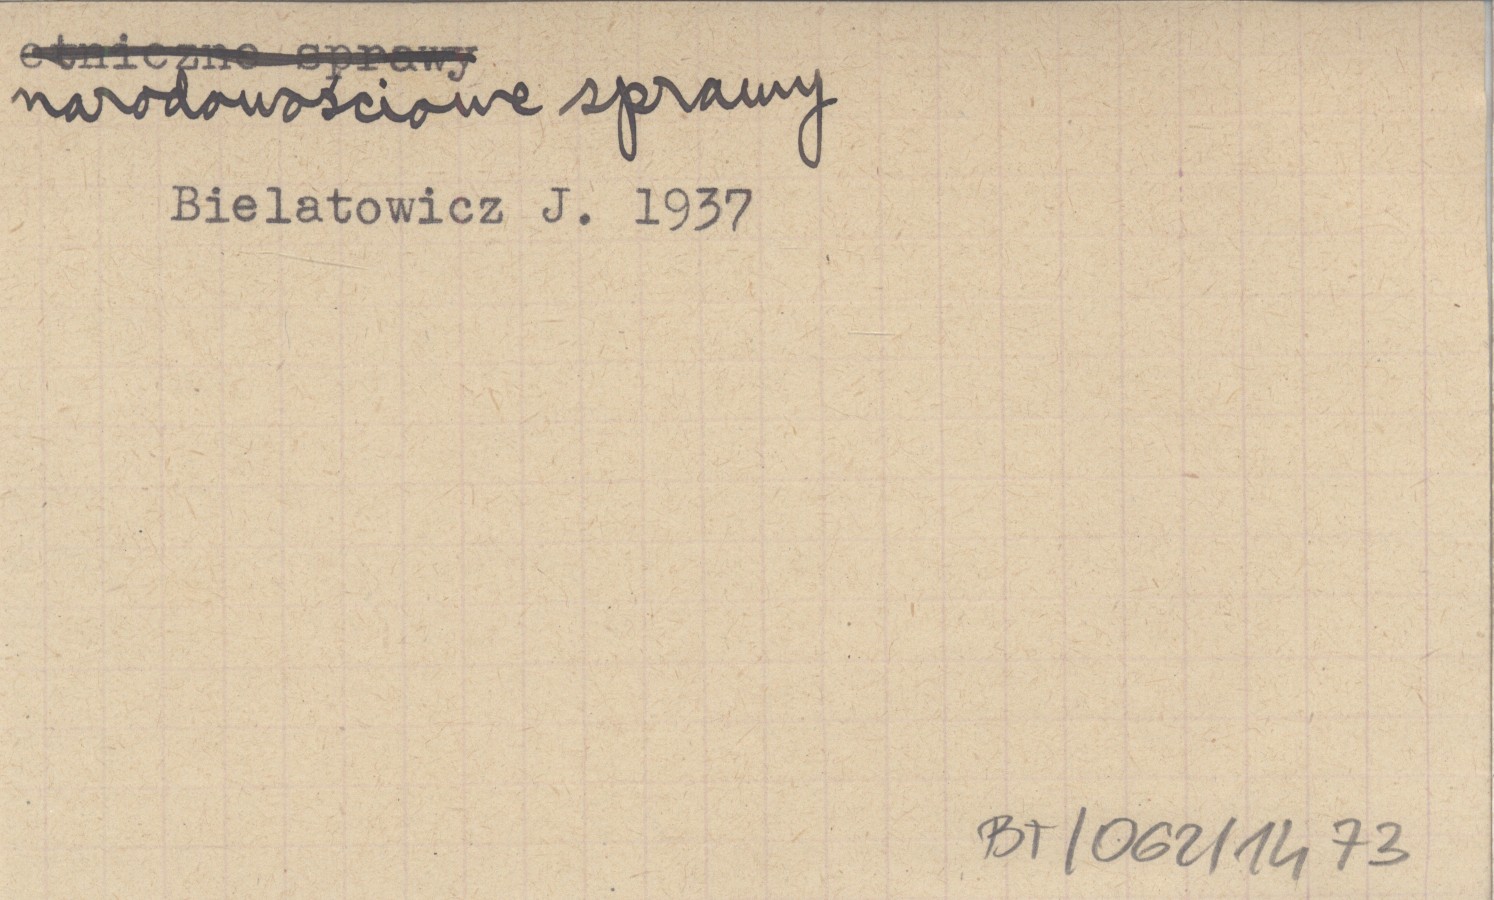 etniczne sprawy
narodowościowe sprawy
Bielatowicz J. 1937
BT/062/14 73